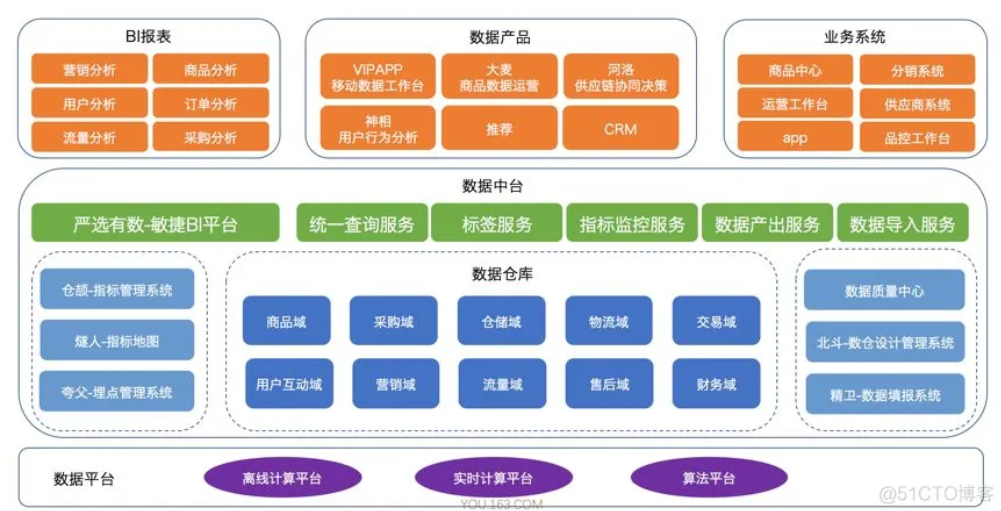 BI报表
营销分析
商品分析
用户分析
订单分析
流量分析
采购分析
数据产品
VIPAPP
移动数据工作台
大麦
商品数据运营
河洛
供应链协同决策
神相
用户行为分析
推荐
CRM
业务系统
商品中心
分销系统
运营工作台
供应商系统
app
品控工作台
数据中台
严选有数-敏捷BI平台
统一查询服务
标签服务
指标监控服务
数据产出服务
数据导入服务
仓颉-指标管理系统
燧人-指标地图
夸父-埋点管理系统
数据仓库
商品域
采购域
仓储域
物流域
交易域
用户互动域
营销域
流量域
售后域
财务域
数据质量中心
北斗-数仓设计管理系统
精卫-数据填报系统
数据平台
离线计算平台
实时计算平台
算法平台
YOU.163.COM
@51CTO博客